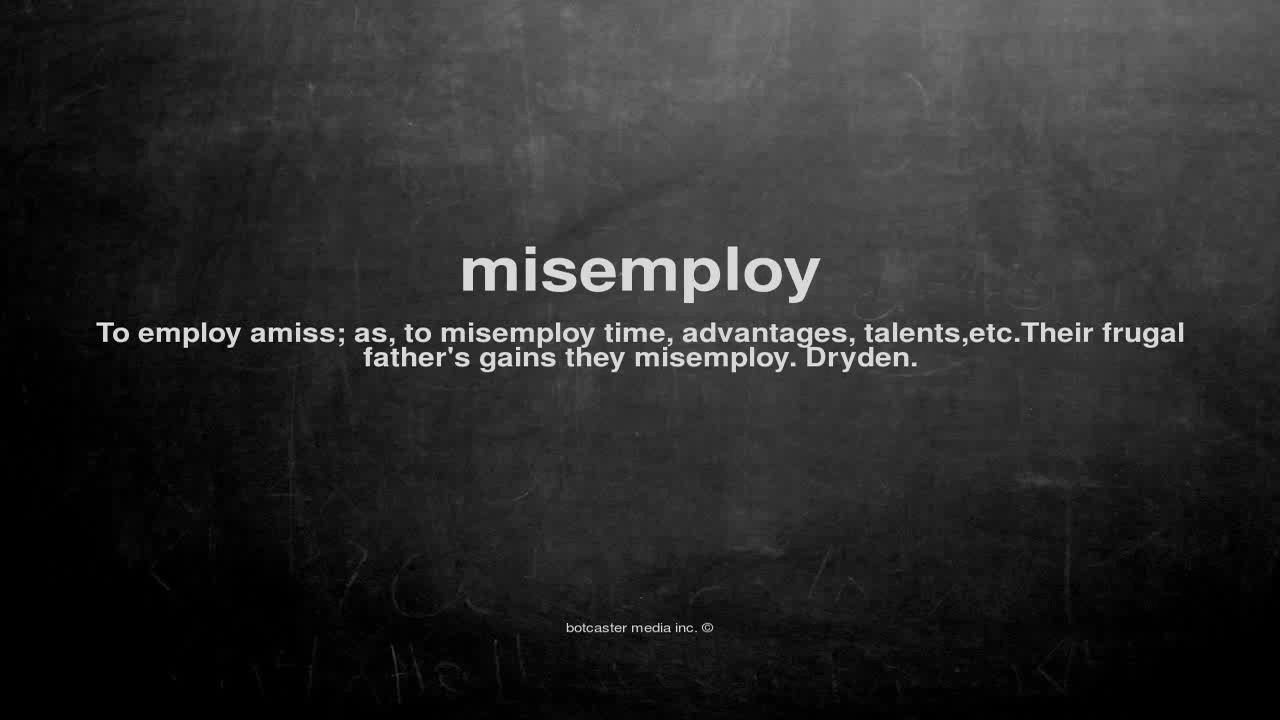 misemploy
To employ amiss; as, to misemploy time, advantages, talents,etc.Their frugal
father's gains they misemploy. Dryden.
botcaster media inc. ©